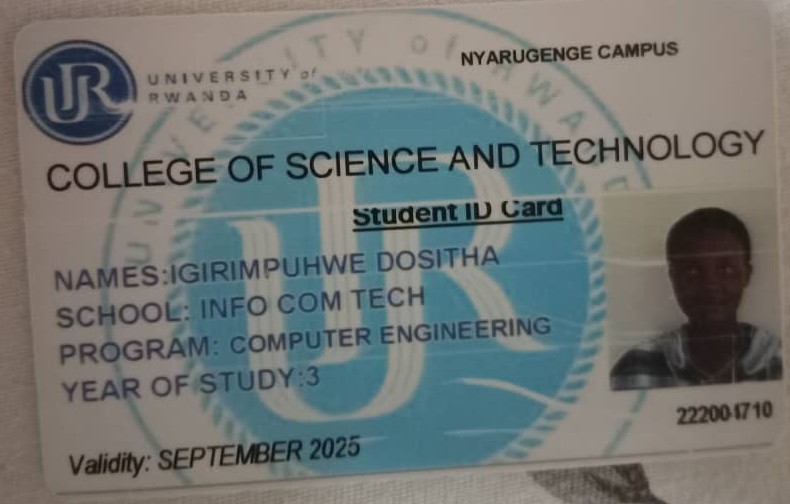 UNIVERSITY of RWANDA
NYARUGENGE CAMPUS
UR
UNIVERSITY of
RWANDA
COLLEGE OF SCIENCE AND TECHNOLOGY
Student ID Card
NAMES:IGIRIMPUHWE DOSITHA
SCHOOL: INFO COM TECH
PROGRAM: COMPUTER ENGINEERING
YEAR OF STUDY:3
222004710
Validity: SEPTEMBER 2025